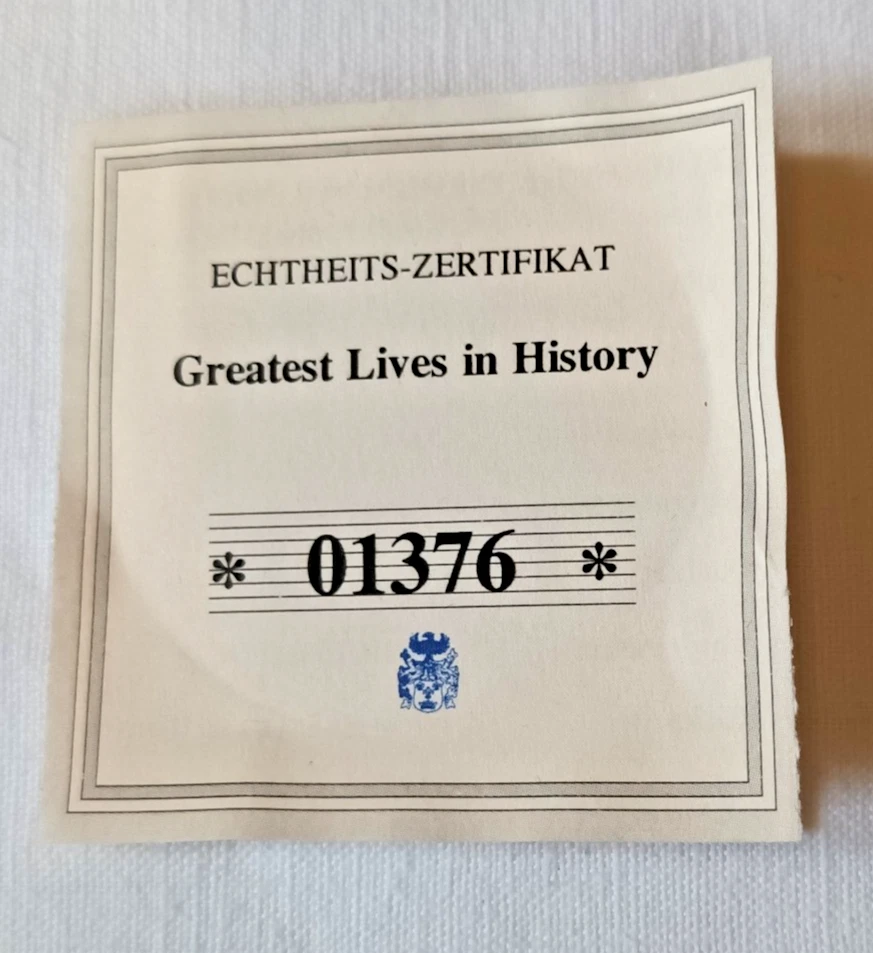 ECHTHEITS-ZERTIFIKAT
Greatest Lives in History
* 01376 *